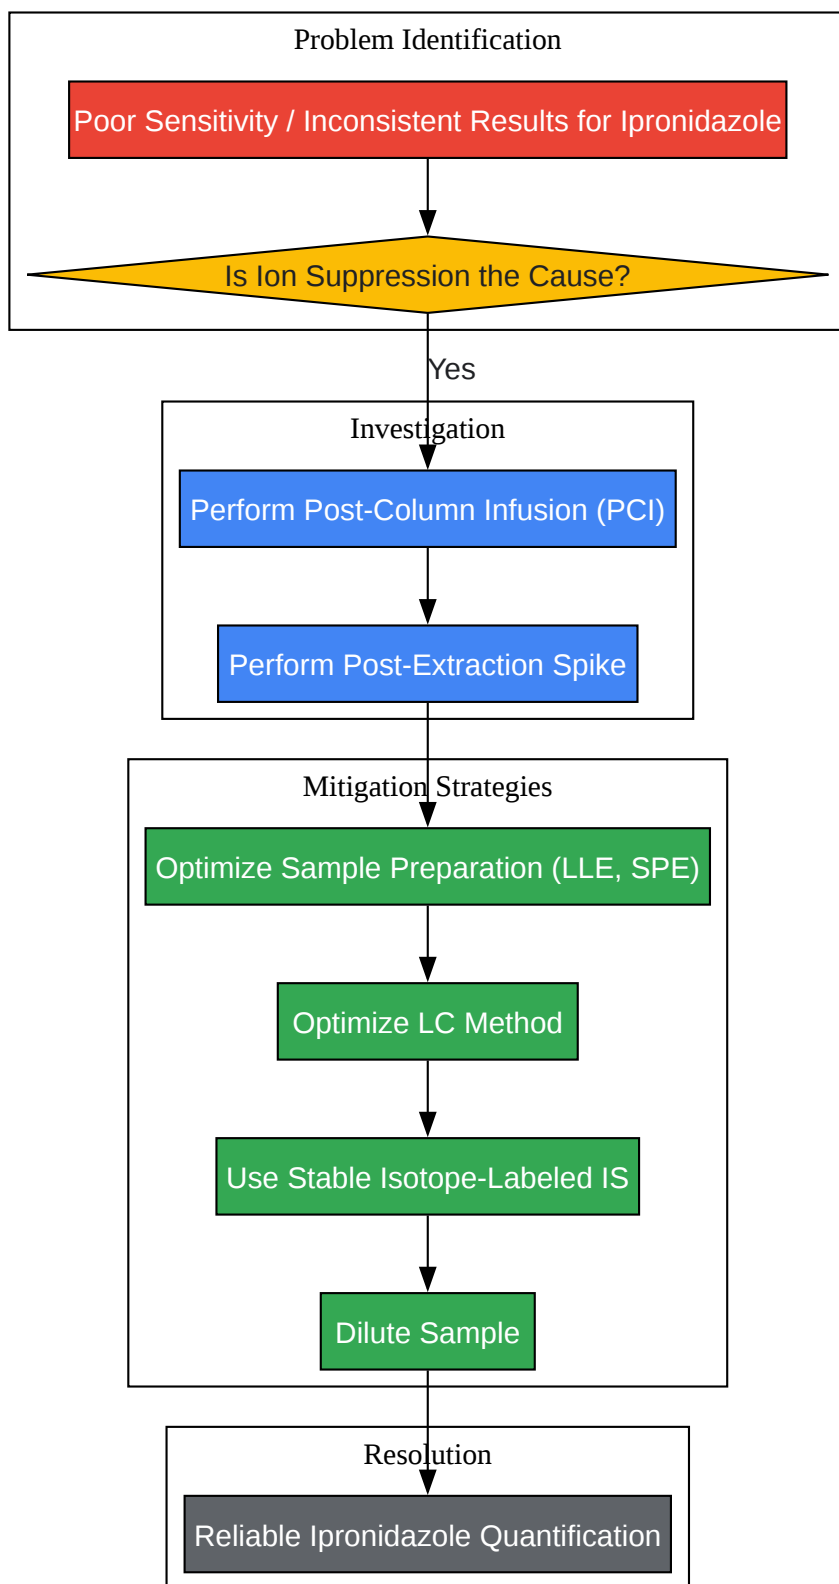 Problem Identification
Poor Sensitivity / Inconsistent Results for Ipronidazole
Is Ion Suppression the Cause?
Yes
Investigation
Perform Post-Column Infusion (PCI)
Perform Post-Extraction Spike
Mitigation Strategies
Optimize Sample Preparation (LLE, SPE)
Optimize LC Method
Use Stable Isotope-Labeled IS
Dilute Sample
Resolution
Reliable Ipronidazole Quantification